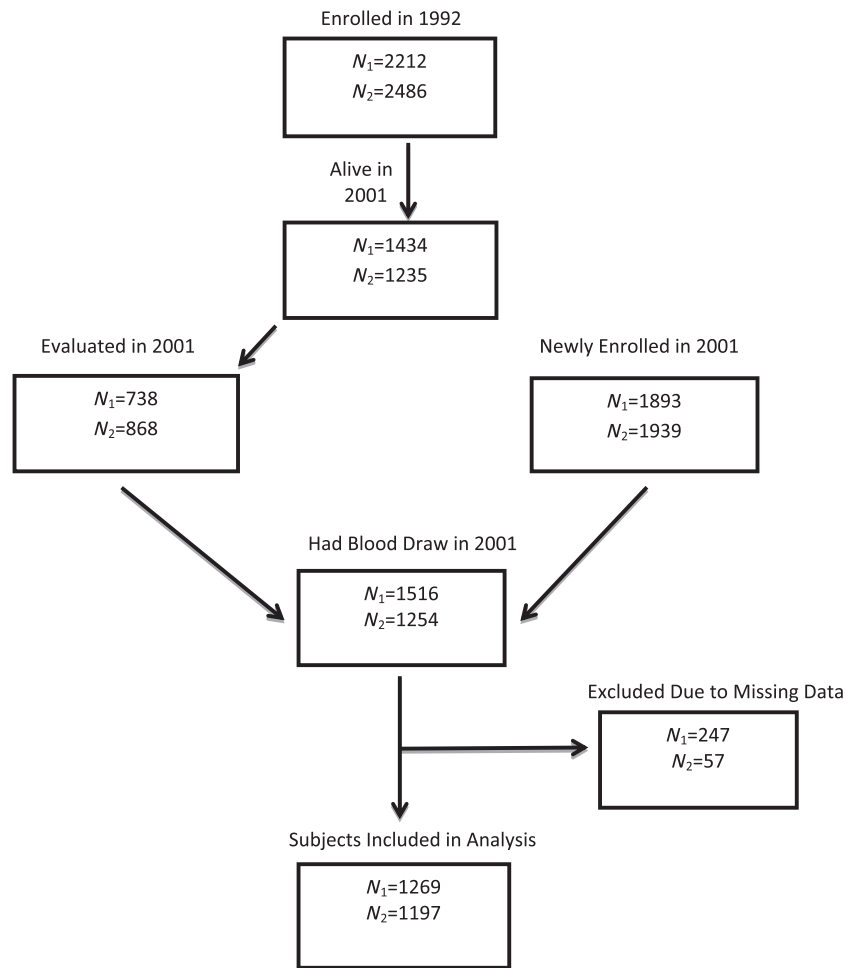 Enrolled in 1992
N₁=2212
N₂=2486
Alive in
2001
N₁=1434
N₂=1235
Evaluated in 2001
N₁=738
N₂=868
Newly Enrolled in 2001
N₁=1893
N₂=1939
Had Blood Draw in 2001
N₁=1516
N₂=1254
Excluded Due to Missing Data
N₁=247
N₂=57
Subjects Included in Analysis
N₁=1269
N₂=1197